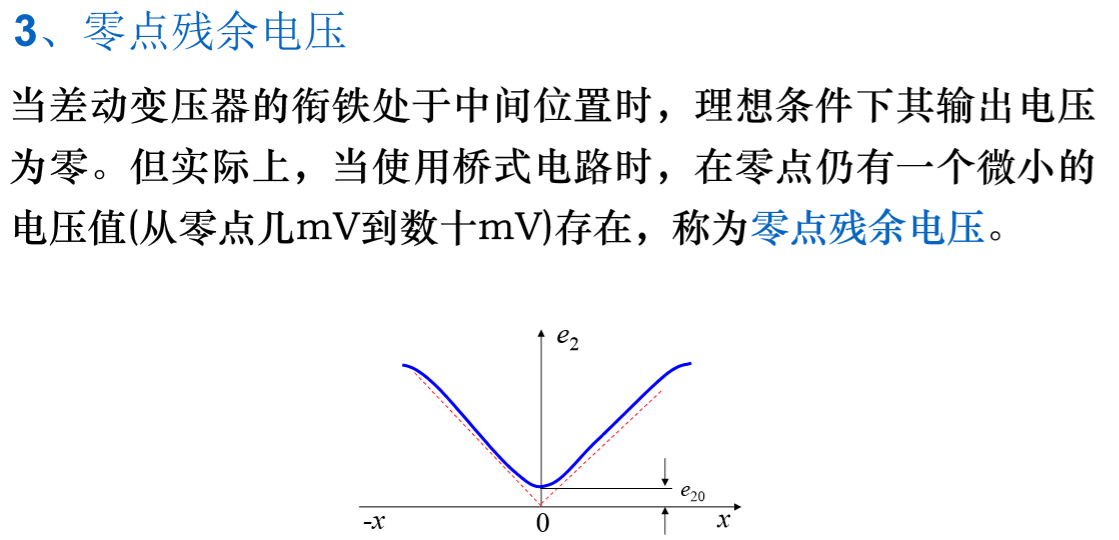 3、零点残余电压
当差动变压器的衔铁处于中间位置时，理想条件下其输出电压
为零。但实际上，当使用桥式电路时，在零点仍有一个微小的
电压值(从零点几mV到数十mV)存在，称为零点残余电压。
e₂
e₂₀
-x
0
x